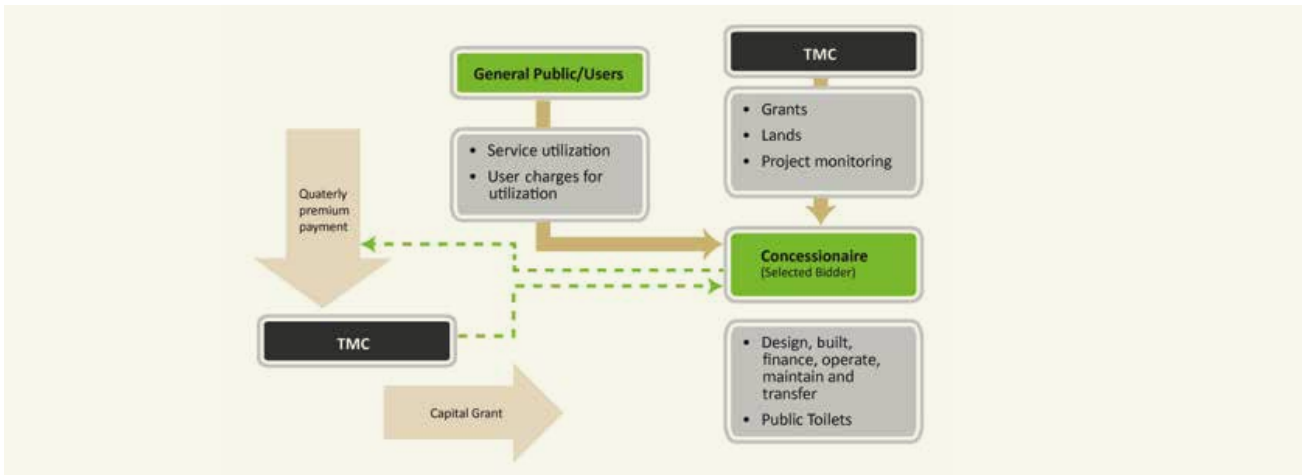 General Public/Users
• Service utilization
• User charges for
utilization
TMC
• Grants
• Lands
• Project monitoring
Quaterly
premium
payment
Concessionaire
(Selected Bidder)
TMC
• Design, built,
finance, operate,
maintain and
transfer
• Public Toilets
Capital Grant